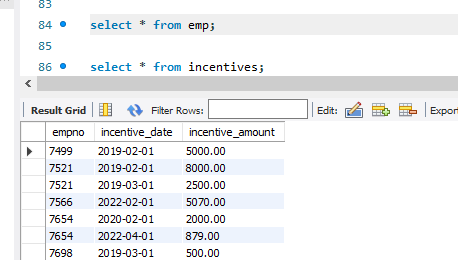 83
84 select * from emp;
85
86 select * from incentives;
Result Grid Filter Rows: Edit: Export
empno incentive_date incentive_amount
7499 2019-02-01 5000.00
7521 2019-02-01 8000.00
7521 2019-03-01 2500.00
7566 2022-02-01 5070.00
7654 2020-02-01 2000.00
7654 2022-04-01 879.00
7698 2019-03-01 500.00